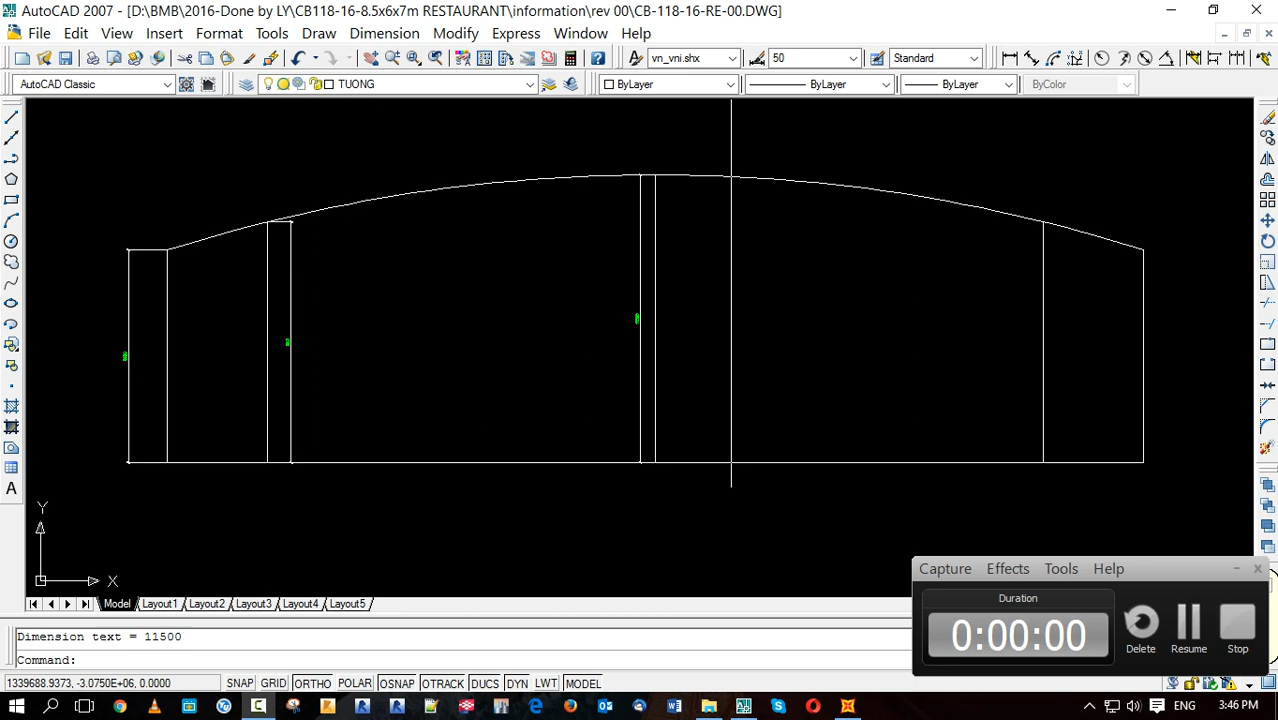 AutoCAD 2007 - [D:\BMB\2016-Done by LY\CB118-16-8.5x6x7m RESTAURANT\information\rev 00\CB-118-16-RE-00.DWG]
File Edit View Insert Format Tools Draw Dimension Modify Express Window Help
vn_vni.shx 50 Standard
AutoCAD Classic TUONG ByLayer ByLayer ByLayer ByColor
A
Y
X
Model Layout1 Layout2 Layout3 Layout4 Layout5
Dimension text = 11500
Command:
1339688.9373, -3.0750E+06, 0.0000 SNAP GRID ORTHO POLAR OSNAP OTRACK DUCS DYN LWT MODEL
Capture Effects Tools Help
Duration
0:00:00
Delete Resume Stop
ENG 3:46 PM